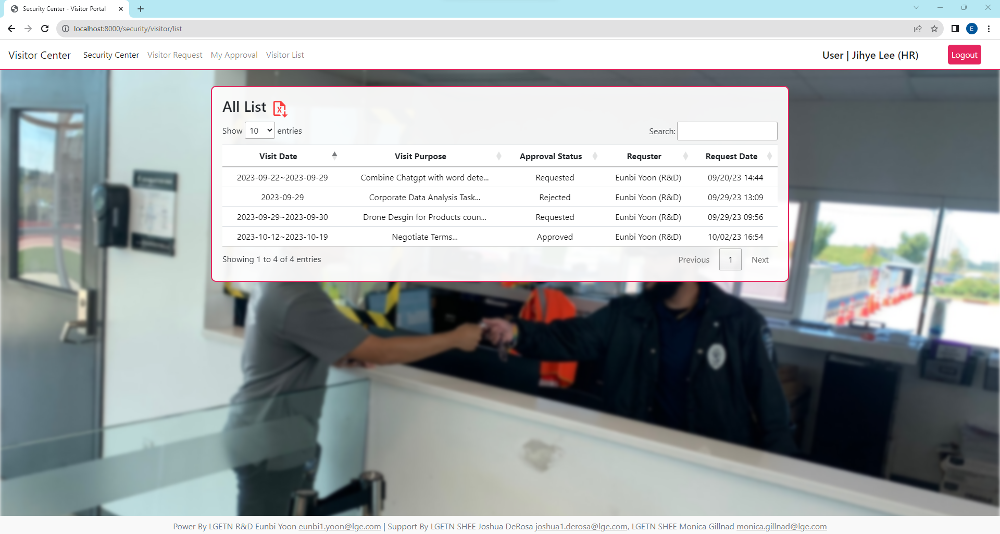 Security Center - Visitor Portal
localhost:8000/security/visitor/list
E
Visitor Center Security Center Visitor Request My Approval Visitor List User | Jihye Lee (HR) Logout
All List
Show 10 entries Search:
Visit Date Visit Purpose Approval Status Requster Request Date
2023-09-22~2023-09-29 Combine Chatgpt with word dete... Requested Eunbi Yoon (R&D) 09/20/23 14:44
2023-09-29 Corporate Data Analysis Task... Rejected Eunbi Yoon (R&D) 09/29/23 13:09
2023-09-29~2023-09-30 Drone Desgin for Products coun... Requested Eunbi Yoon (R&D) 09/29/23 09:56
2023-10-12~2023-10-19 Negotiate Terms... Approved Eunbi Yoon (R&D) 10/02/23 16:54
Showing 1 to 4 of 4 entries Previous 1 Next
Power By LGETN R&D Eunbi Yoon eunbi1.yoon@lge.com | Support By LGETN SHEE Joshua DeRosa joshua1.derosa@lge.com, LGETN SHEE Monica Gillnad monica.gillnad@lge.com